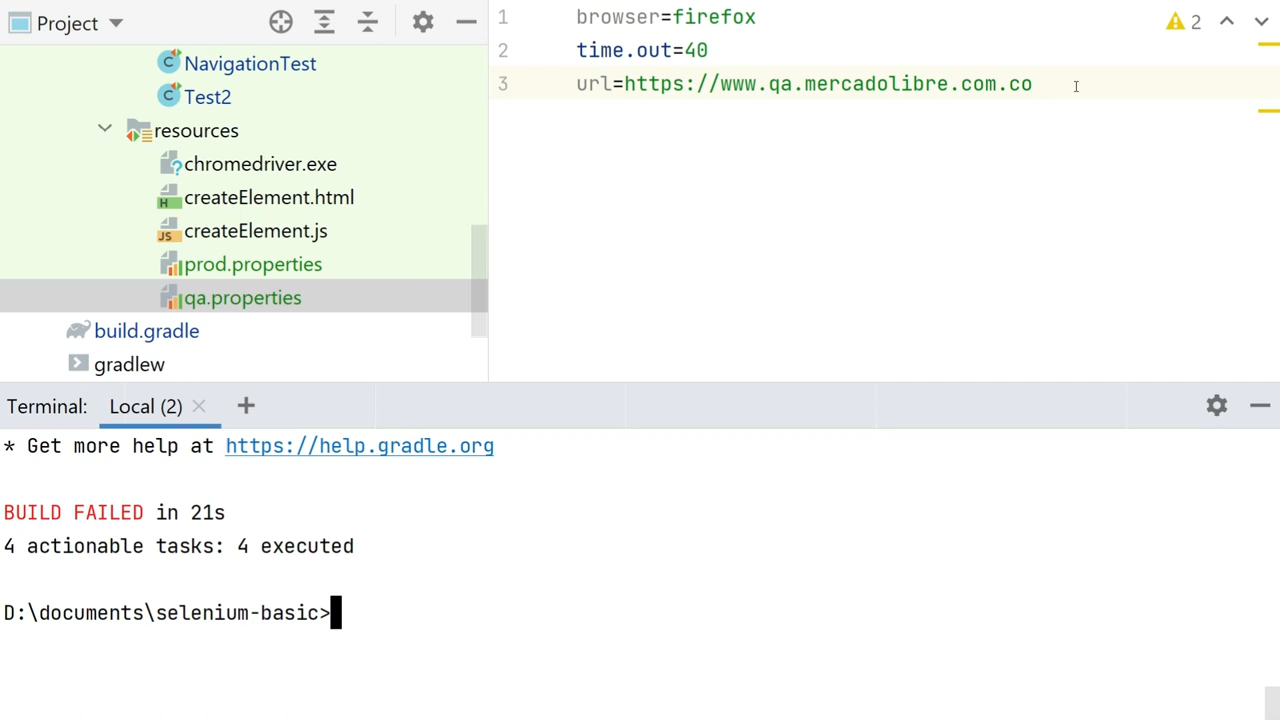 Project
NavigationTest
Test2
resources
chromedriver.exe
createElement.html
createElement.js
prod.properties
qa.properties
build.gradle
gradlew
1 browser=firefox
2 time.out=40
3 url=https://www.qa.mercadolibre.com.co
2
Terminal: Local (2)
* Get more help at https://help.gradle.org
BUILD FAILED in 21s
4 actionable tasks: 4 executed
D:\documents\selenium-basic>